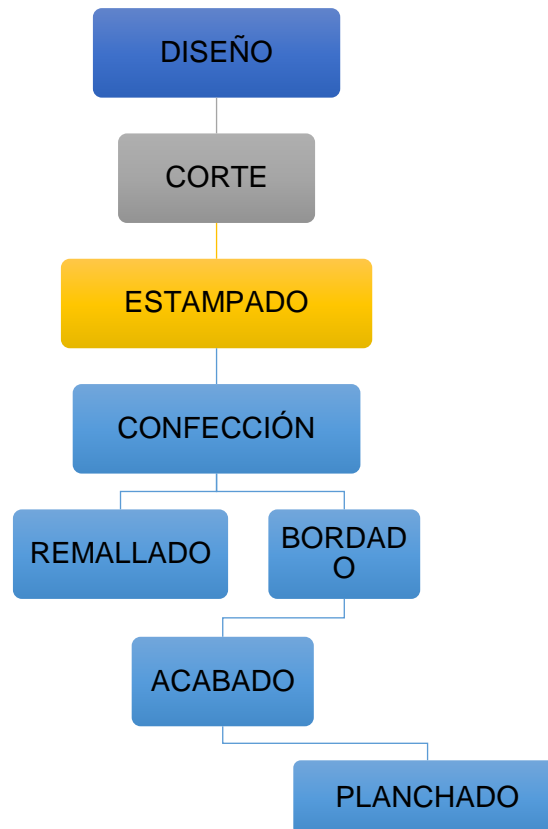 DISEÑO
CORTE
ESTAMPADO
CONFECCIÓN
REMALLADO
BORDAD
O
ACABADO
PLANCHADO